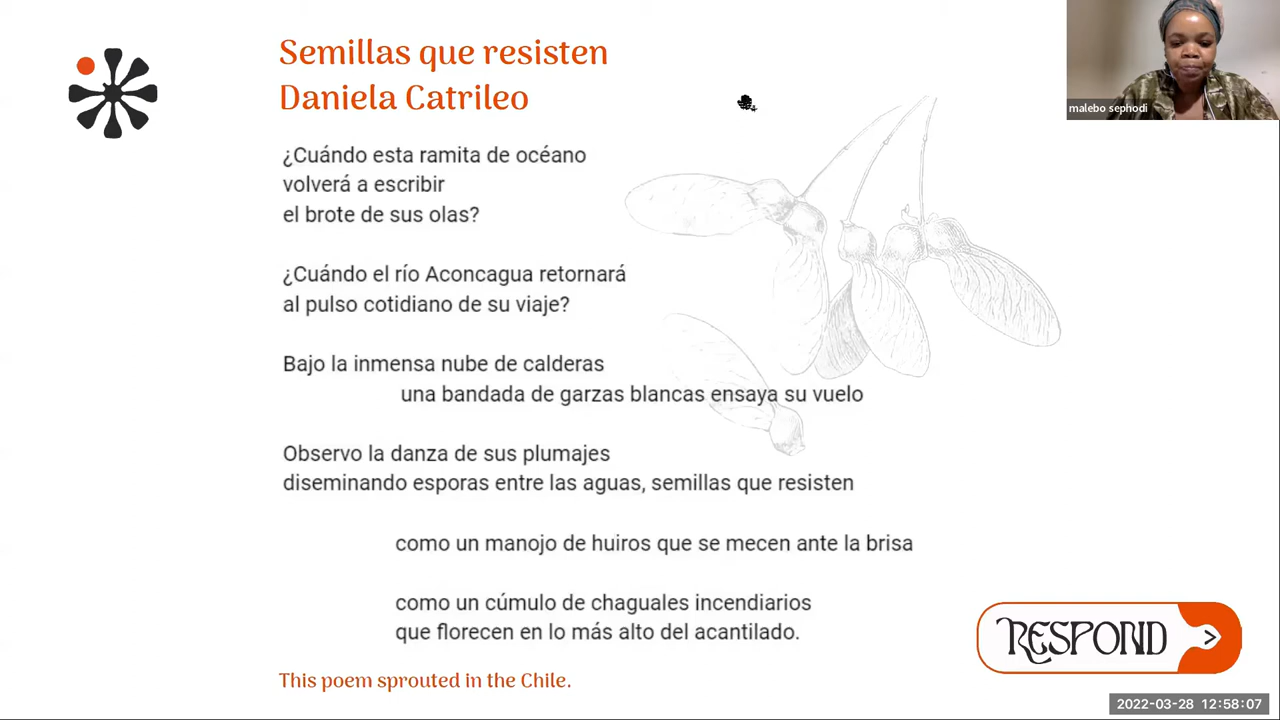 Semillas que resisten
Daniela Catrileo
malebo sephodi
¿Cuándo esta ramita de océano
volverá a escribir
el brote de sus olas?
¿Cuándo el río Aconcagua retornará
al pulso cotidiano de su viaje?
Bajo la inmensa nube de calderas
una bandada de garzas blancas ensaya su vuelo
Observo la danza de sus plumajes
diseminando esporas entre las aguas, semillas que resisten
como un manojo de huiros que se mecen ante la brisa
como un cúmulo de chaguales incendiarios
que florecen en lo más alto del acantilado.
RESPOND >
This poem sprouted in the Chile.
2022-03-28 12:58:07